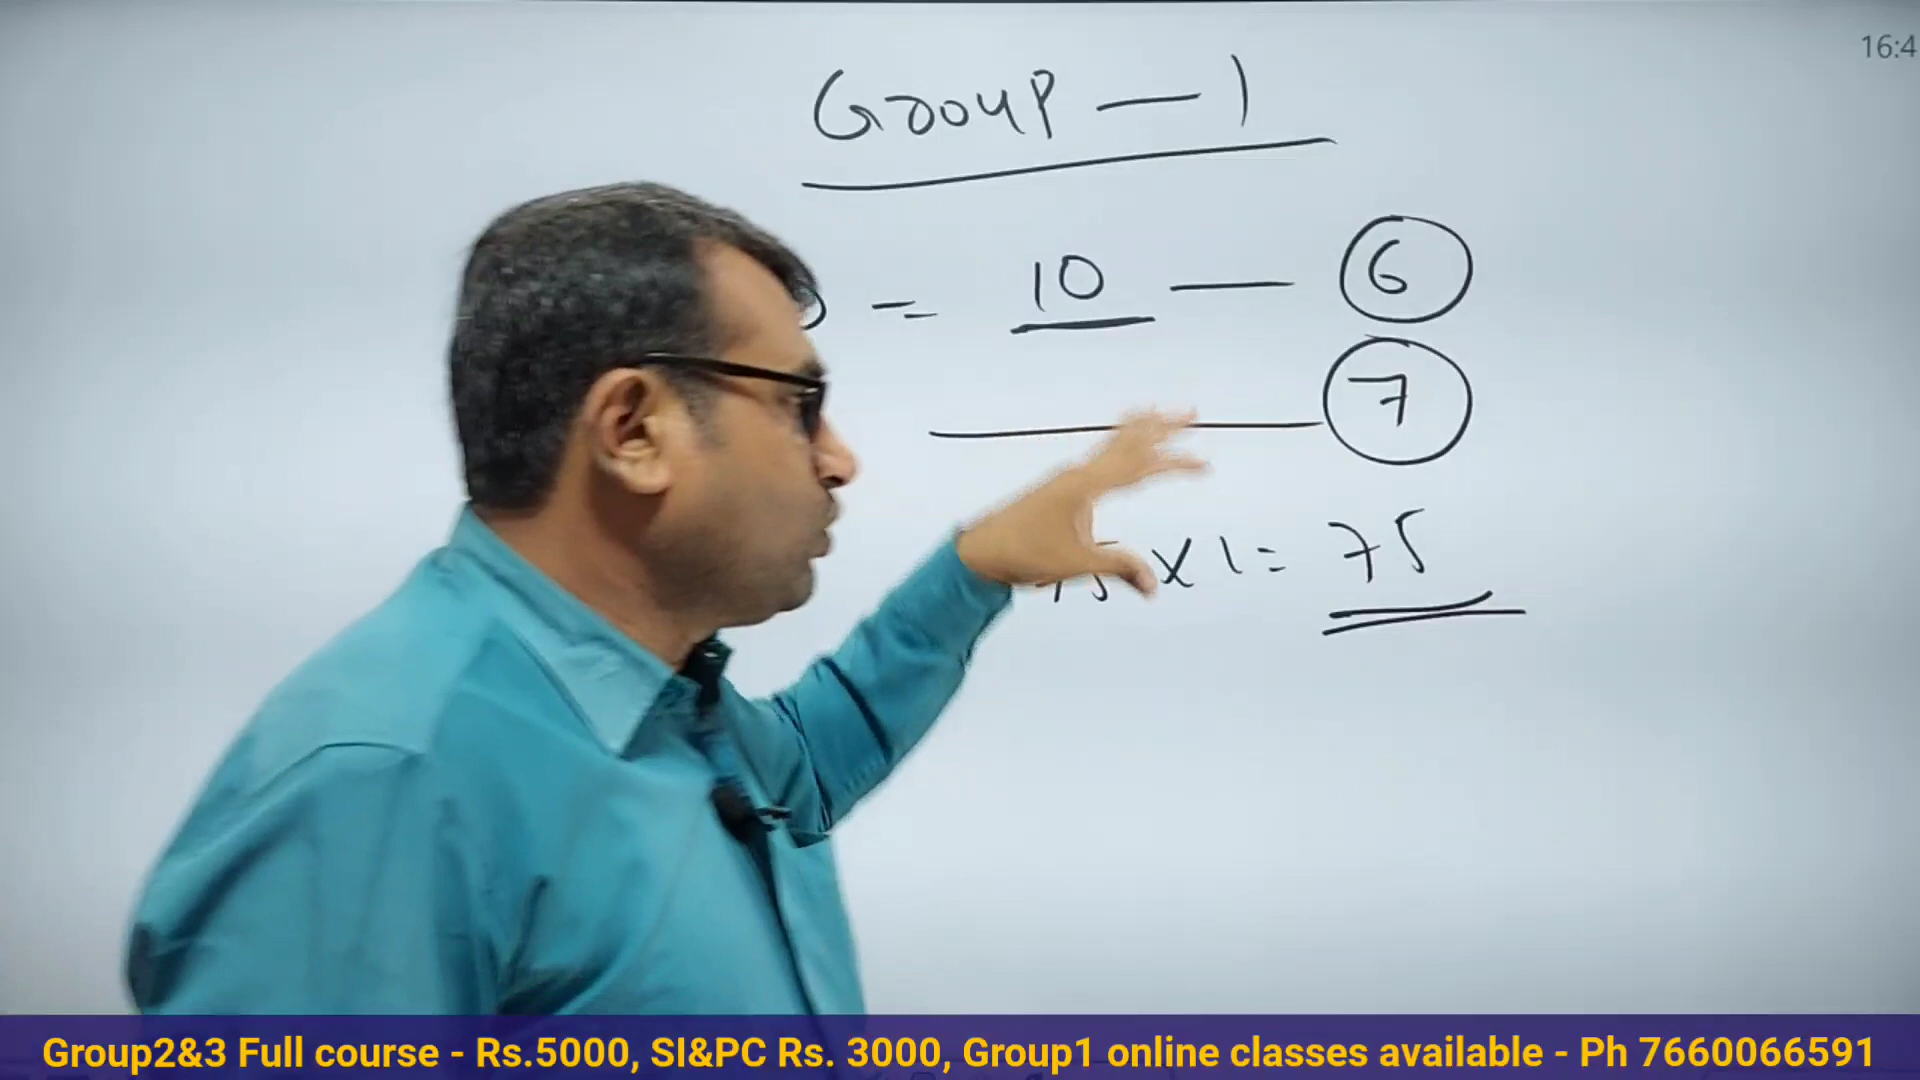 16:4
Group — 1
= 10 — 6
7
75 x 1 = 75
Group2&3 Full course - Rs.5000, SI&PC Rs. 3000, Group1 online classes available - Ph 7660066591